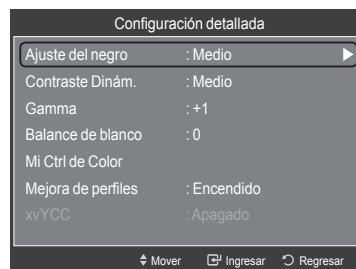 Configuración detallada
Ajuste del negro : Medio
Contraste Dinám. : Medio
Gamma : +1
Balance de blanco : 0
Mi Ctrl de Color
Mejora de perfiles : Encendido
xvYCC : Apagado
Mover Ingresar Regresar